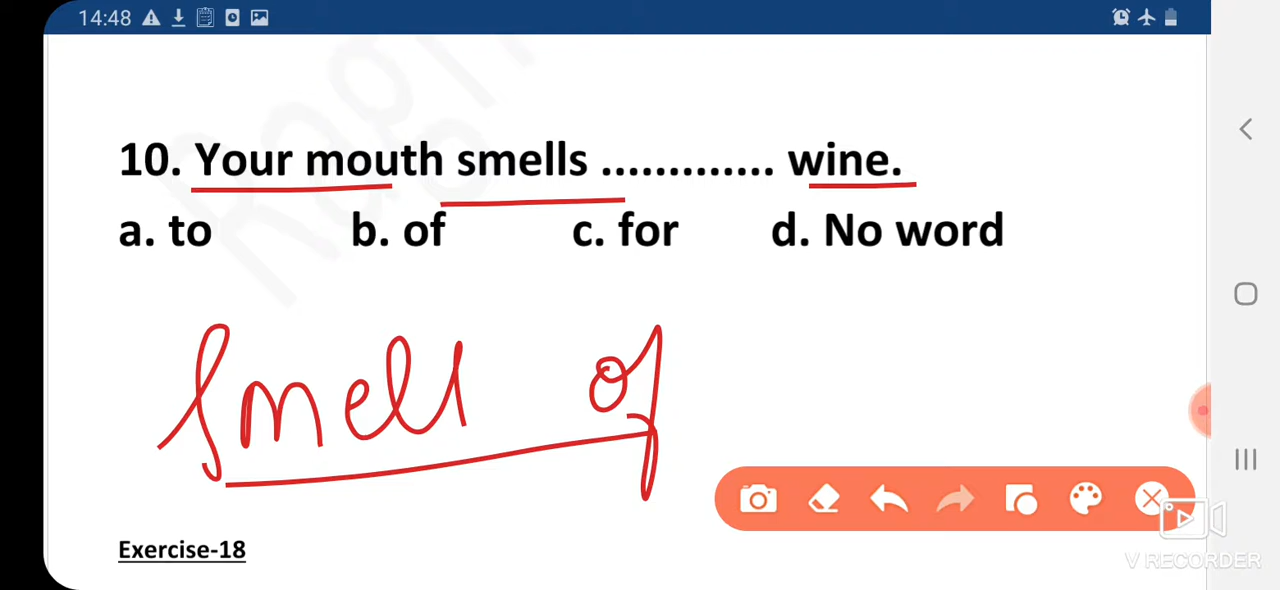 14:48
10. Your mouth smells ............. wine.
a. to b. of c. for d. No word
Smell of
Exercise-18
V RECORDER